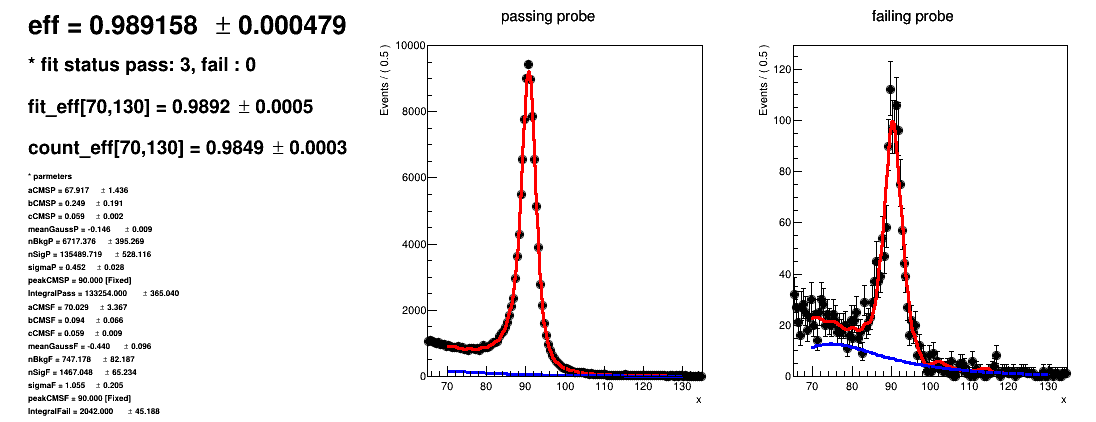 eff = 0.989158 ± 0.000479
* fit status pass: 3, fail : 0
fit_eff[70,130] = 0.9892 ± 0.0005
count_eff[70,130] = 0.9849 ± 0.0003
* parmeters
aCMSP = 67.917 ± 1.436
bCMSP = 0.249 ± 0.191
cCMSP = 0.059 ± 0.002
meanGaussP = -0.146 ± 0.009
nBkgP = 6717.376 ± 395.269
nSigP = 135489.719 ± 528.116
sigmaP = 0.452 ± 0.028
peakCMSP = 90.000 [Fixed]
IntegralPass = 133254.000 ± 365.040
aCMSF = 70.029 ± 3.367
bCMSF = 0.094 ± 0.066
cCMSF = 0.059 ± 0.009
meanGaussF = -0.440 ± 0.096
nBkgF = 747.178 ± 82.187
nSigF = 1467.048 ± 65.234
sigmaF = 1.055 ± 0.205
peakCMSF = 90.000 [Fixed]
IntegralFail = 2042.000 ± 45.188
passing probe
Events / ( 0.5 )
10000
8000
6000
4000
2000
0
70 80 90 100 110 120 130
x
failing probe
Events / ( 0.5 )
120
100
80
60
40
20
0
70 80 90 100 110 120 130
x